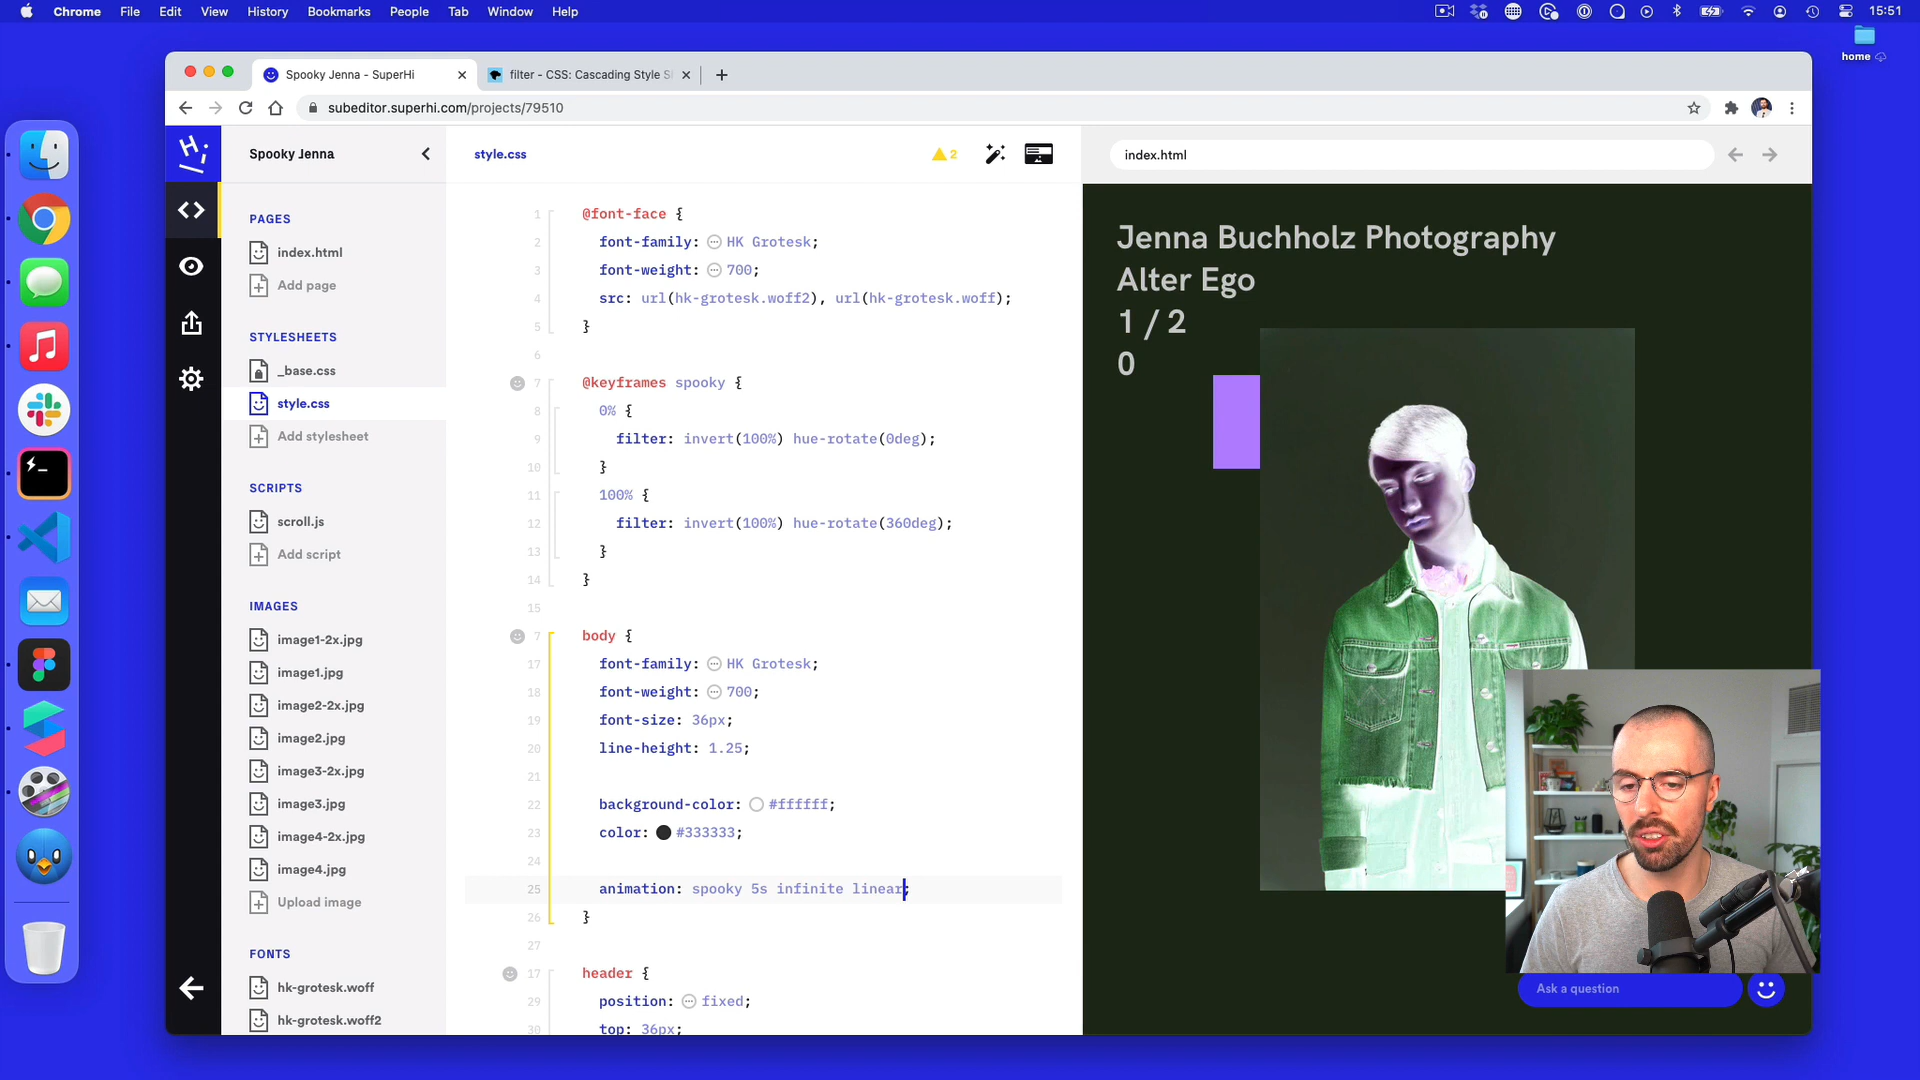 Chrome File Edit View History Bookmarks People Tab Window Help 15:51
home
Spooky Jenna - SuperHi
filter - CSS: Cascading Style S
subeditor.superhi.com/projects/79510
Hi
Spooky Jenna
style.css
2
index.html
PAGES
index.html
Add page
STYLESHEETS
_base.css
style.css
Add stylesheet
SCRIPTS
scroll.js
Add script
IMAGES
image1-2x.jpg
image1.jpg
image2-2x.jpg
image2.jpg
image3-2x.jpg
image3.jpg
image4-2x.jpg
image4.jpg
Upload image
FONTS
hk-grotesk.woff
hk-grotesk.woff2
1 @font-face {
2 font-family: HK Grotesk;
3 font-weight: 700;
4 src: url(hk-grotesk.woff2), url(hk-grotesk.woff);
5 }
6
7 @keyframes spooky {
8 0% {
9 filter: invert(100%) hue-rotate(0deg);
10 }
11 100% {
12 filter: invert(100%) hue-rotate(360deg);
13 }
14 }
15
7 body {
17 font-family: HK Grotesk;
18 font-weight: 700;
19 font-size: 36px;
20 line-height: 1.25;
21
22 background-color: #ffffff;
23 color: #333333;
24
25 animation: spooky 5s infinite linear;
26 }
27
17 header {
29 position: fixed;
30 top: 36px;
Jenna Buchholz Photography
Alter Ego
1 / 2
0
Ask a question